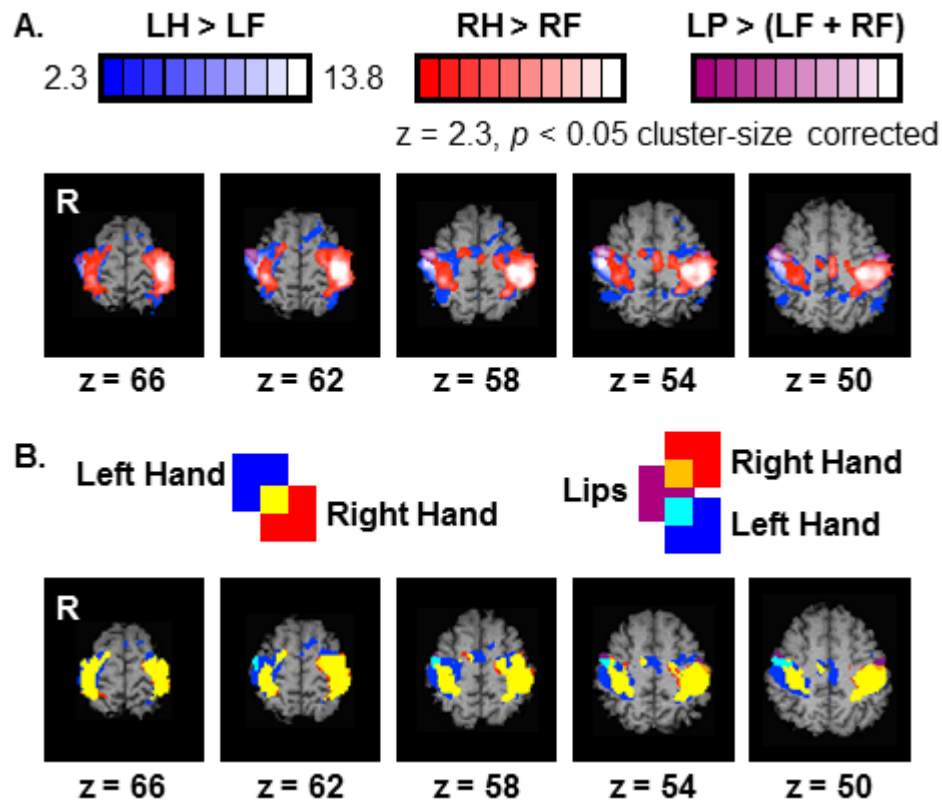 A. LH > LF RH > RF LP > (LF + RF)
2.3 13.8
z = 2.3, p < 0.05 cluster-size corrected
R
z = 66 z = 62 z = 58 z = 54 z = 50
B.
Left Hand
Right Hand
Lips
Right Hand
Left Hand
R
z = 66 z = 62 z = 58 z = 54 z = 50